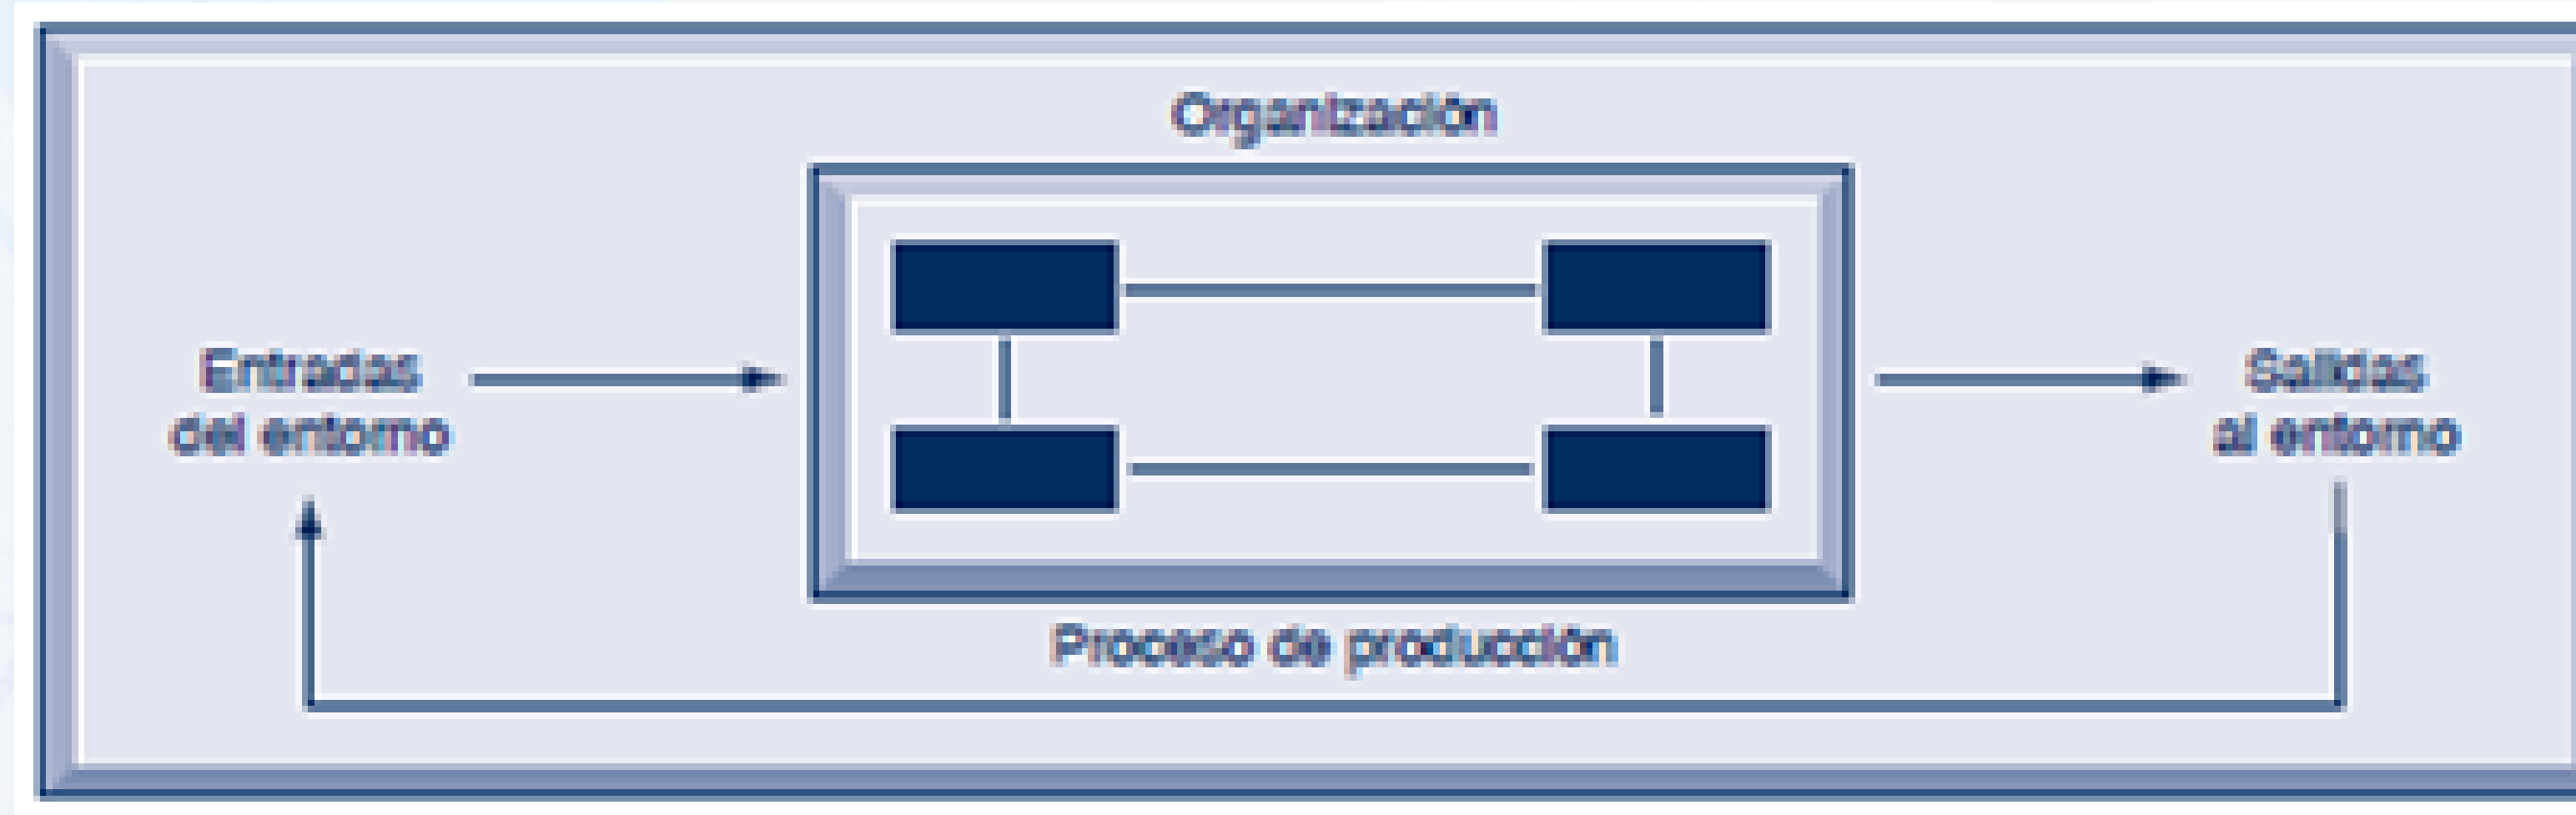 Organización
Entradas
del entorno
Salidas
al entorno
Proceso de producción